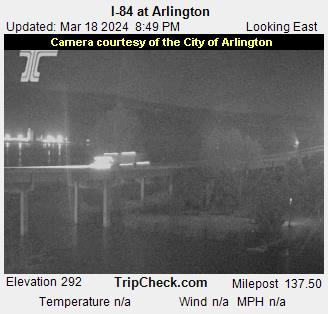 I-84 at Arlington
Updated: Mar 18 2024 8:49 PM Looking East
Camera courtesy of the City of Arlington
Elevation 292 TripCheck.com Milepost 137.50
Temperature n/a Wind n/a MPH n/a